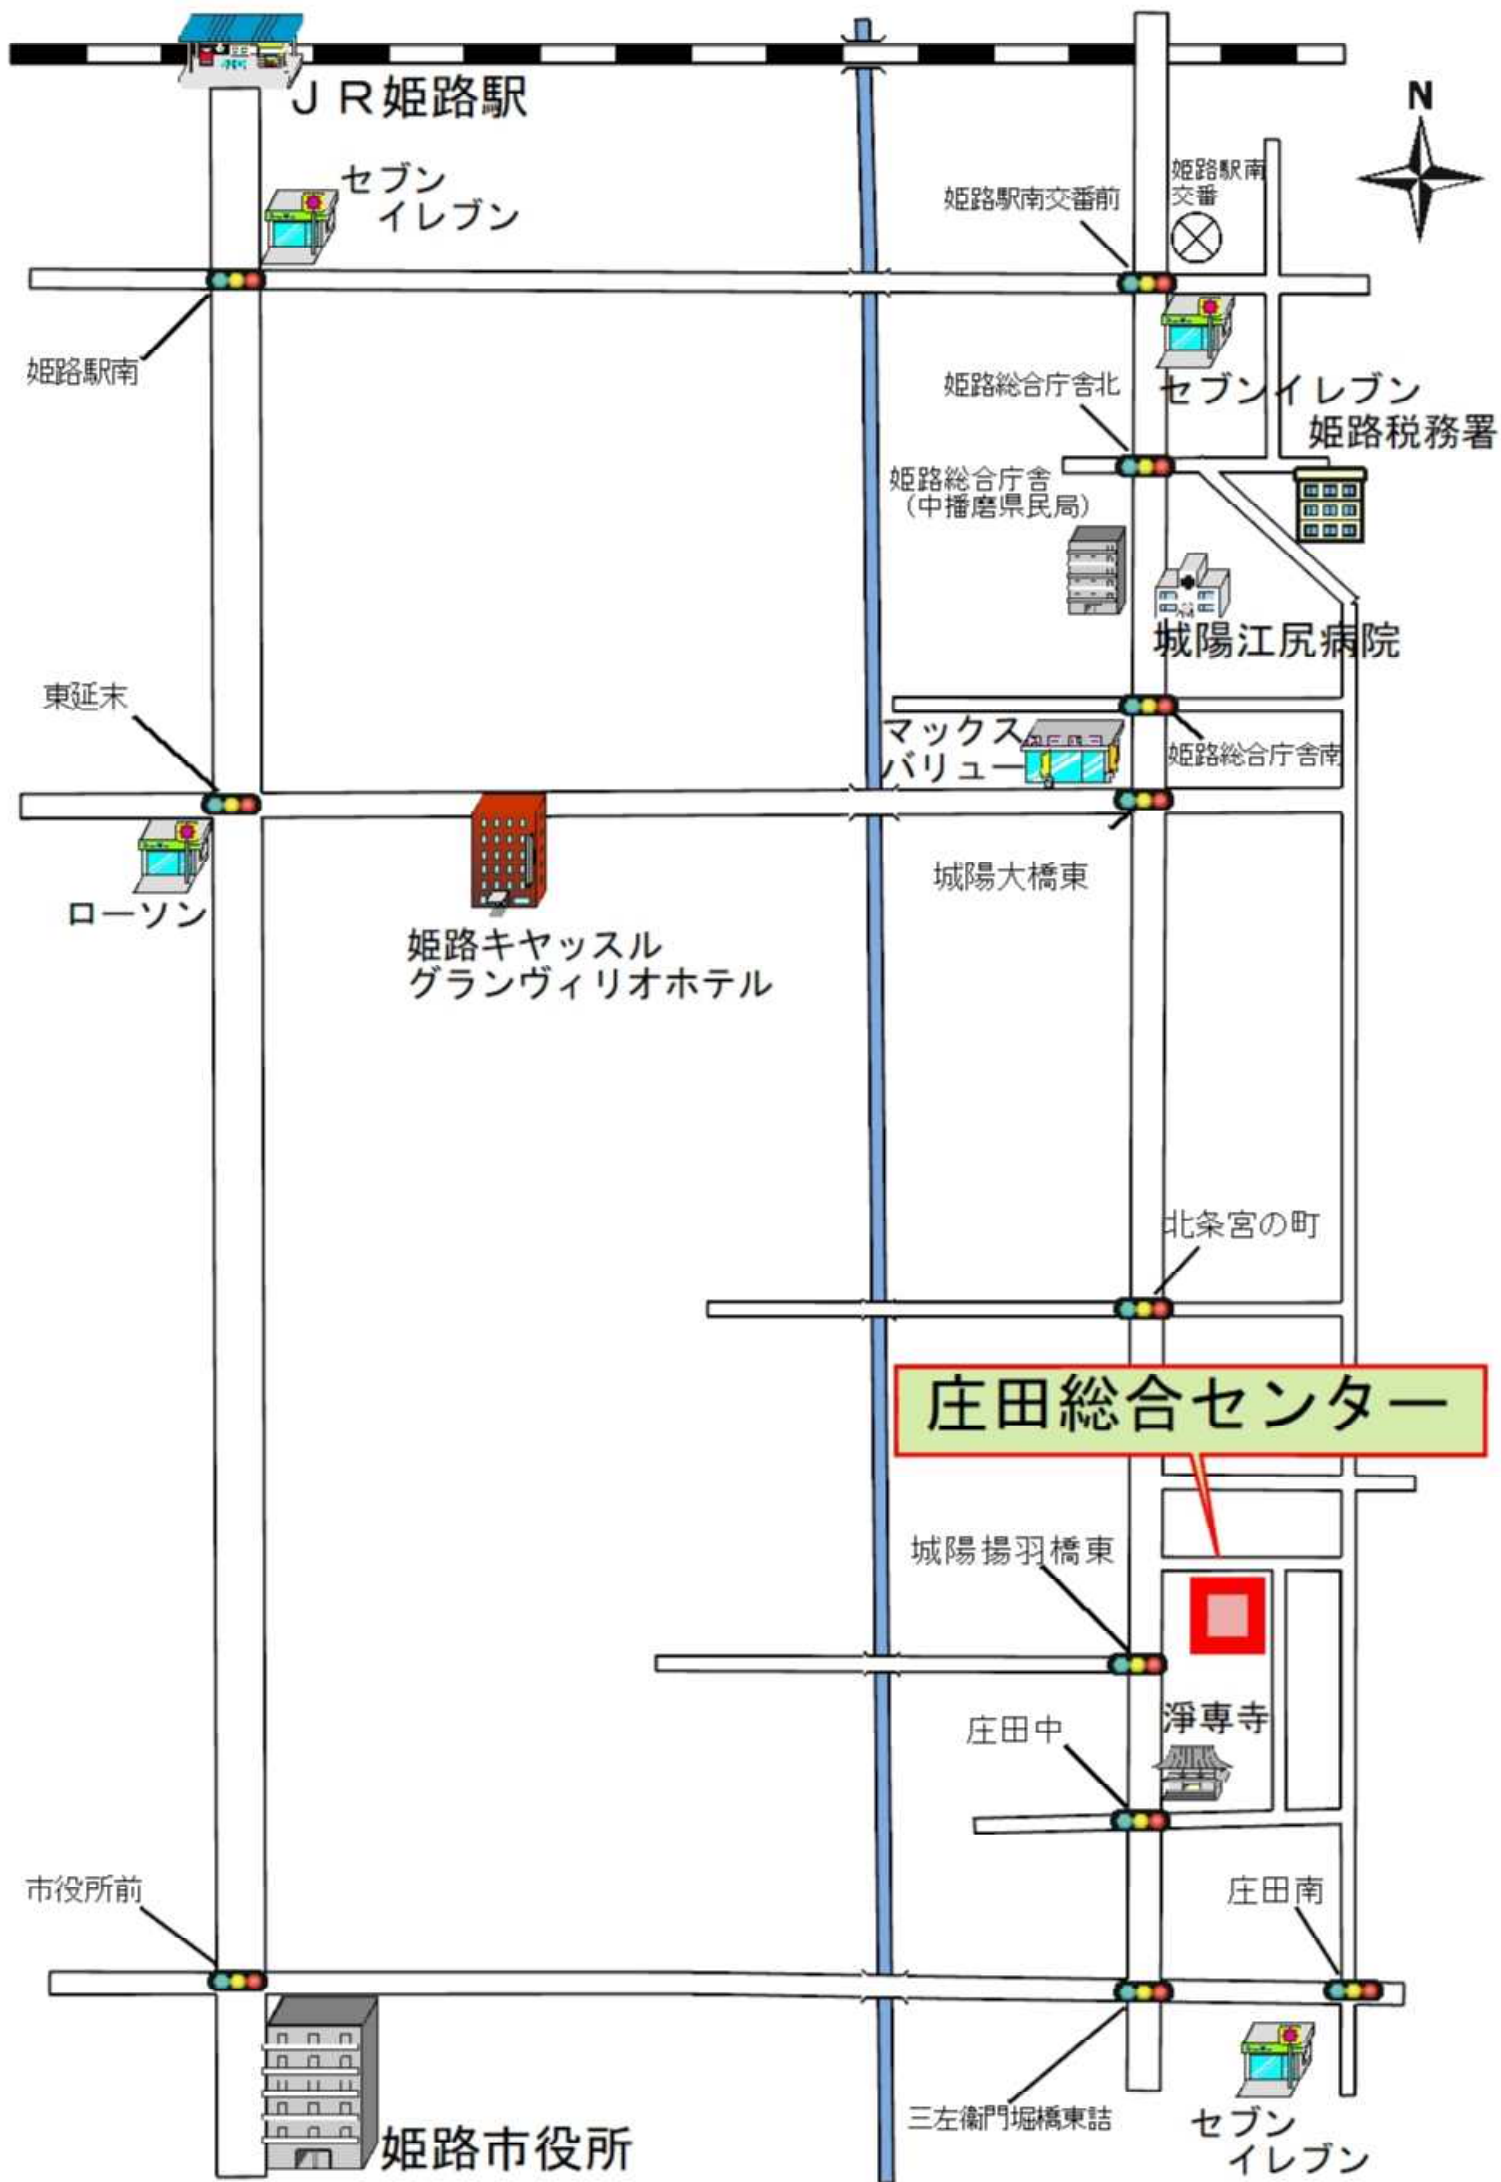 ＪＲ姫路駅
N
セブン
イレブン
姫路駅南交番前
姫路駅南
交番
姫路駅南
姫路総合庁舎北
セブンイレブン
姫路税務署
姫路総合庁舎
（中播磨県民局）
城陽江尻病院
東延末
マックス
バリュー
姫路総合庁舎南
城陽大橋東
ローソン
姫路キヤッスル
グランヴィリオホテル
北条宮の町
庄田総合センター
城陽揚羽橋東
淨専寺
庄田中
市役所前
庄田南
三左衛門堀橋東詰
セブン
イレブン
姫路市役所